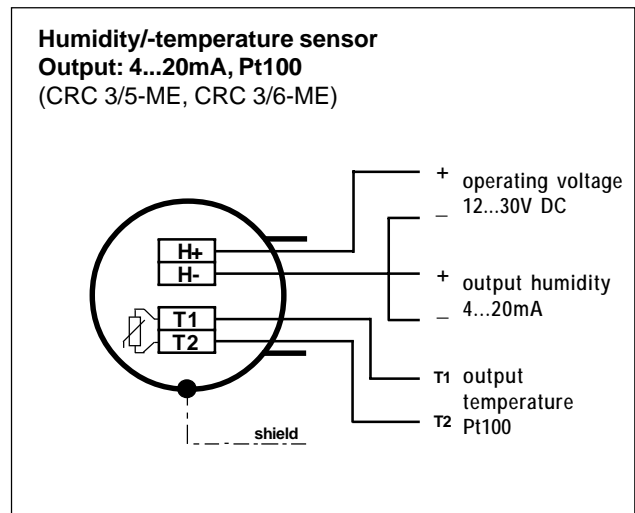 Humidity/-temperature sensor
Output: 4...20mA, Pt100
(CRC 3/5-ME, CRC 3/6-ME)
+ operating voltage
– 12...30V DC
H+
H-
+ output humidity
– 4...20mA
T1
T2
T1 output
temperature
T2 Pt100
shield